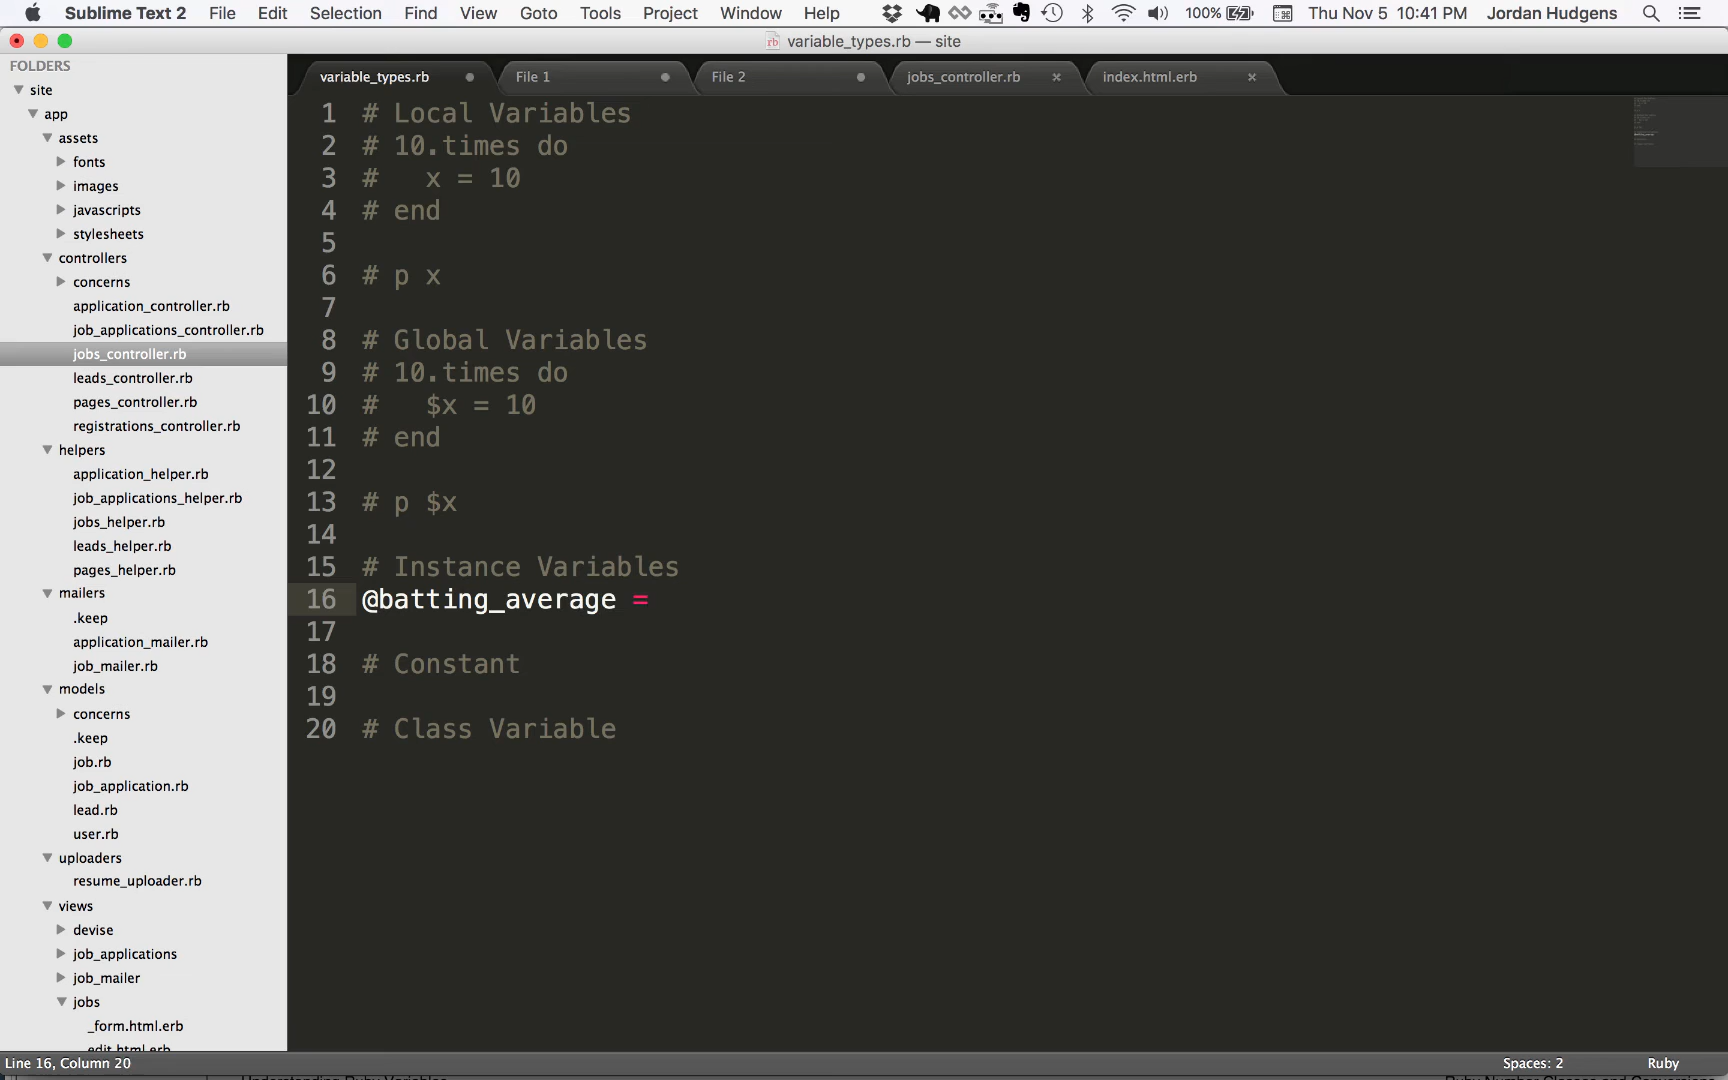 Sublime Text 2 File Edit Selection Find View Goto Tools Project Window Help 100% Thu Nov 5 10:41 PM Jordan Hudgens
rb variable_types.rb — site
FOLDERS
site
app
assets
fonts
images
javascripts
stylesheets
controllers
concerns
application_controller.rb
job_applications_controller.rb
jobs_controller.rb
leads_controller.rb
pages_controller.rb
registrations_controller.rb
helpers
application_helper.rb
job_applications_helper.rb
jobs_helper.rb
leads_helper.rb
pages_helper.rb
mailers
.keep
application_mailer.rb
job_mailer.rb
models
concerns
.keep
job.rb
job_application.rb
lead.rb
user.rb
uploaders
resume_uploader.rb
views
devise
job_applications
job_mailer
jobs
_form.html.erb
edit.html.erb
variable_types.rb File 1 File 2 jobs_controller.rb index.html.erb
1 # Local Variables
2 # 10.times do
3 #   x = 10
4 # end
5
6 # p x
7
8 # Global Variables
9 # 10.times do
10 #   $x = 10
11 # end
12
13 # p $x
14
15 # Instance Variables
16 @batting_average =
17
18 # Constant
19
20 # Class Variable
Line 16, Column 20 Spaces: 2 Ruby